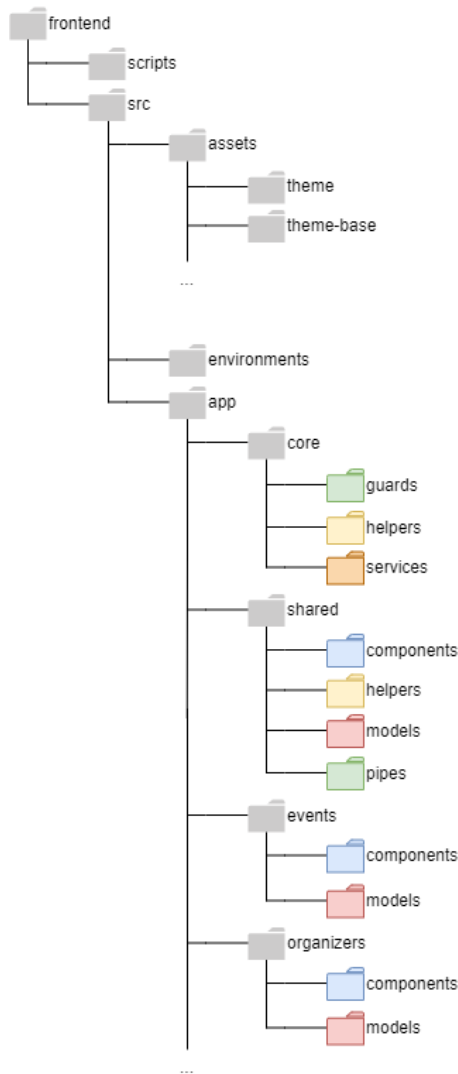 frontend
scripts
src
assets
theme
theme-base
...
environments
app
core
guards
helpers
services
shared
components
helpers
models
pipes
events
components
models
organizers
components
models
...